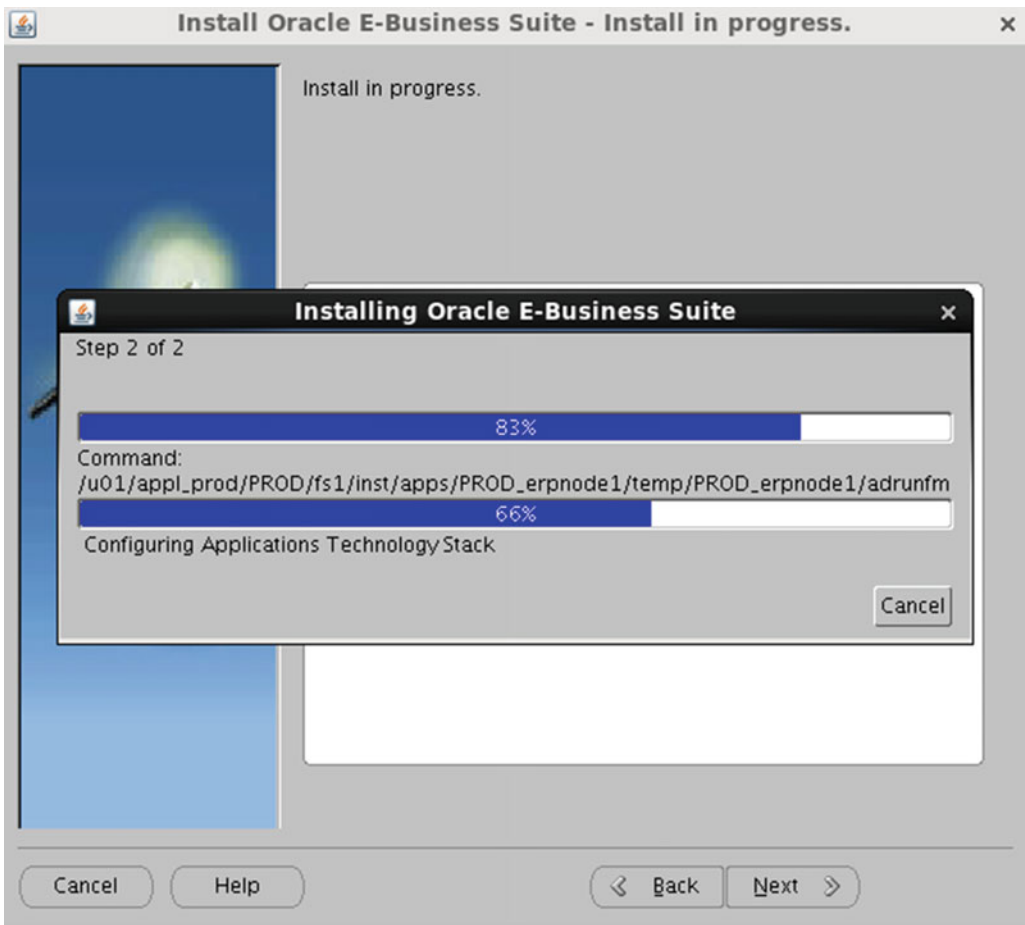 Install Oracle E-Business Suite - Install in progress.
Install in progress.
Installing Oracle E-Business Suite
Step 2 of 2
83%
Command:
/u01/appl_prod/PROD/fs1/inst/apps/PROD_erpnode1/temp/PROD_erpnode1/adrunfm
66%
Configuring Applications Technology Stack
Cancel
Cancel
Help
Back
Next